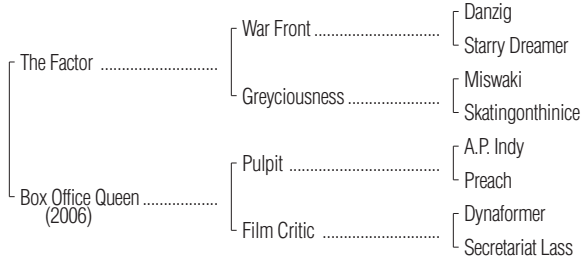 Danzig
War Front ..............................
Starry Dreamer
The Factor ............................
Miswaki
Greyciousness ......................
Skatingonthinice
A.P. Indy
Pulpit ....................................
Preach
Box Office Queen ..................
(2006)
Dynaformer
Film Critic ............................
Secretariat Lass